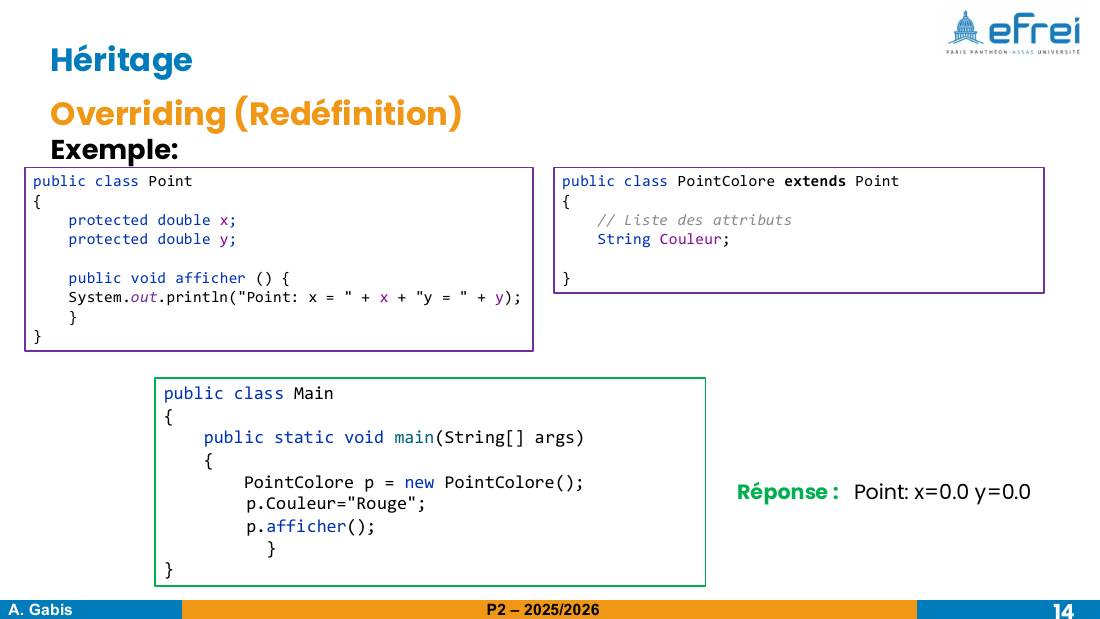 efrei
PARIS PANTHÉON-ASSAS UNIVERSITÉ
Héritage
Overriding (Redéfinition)
Exemple:
public class Point
{
    protected double x;
    protected double y;

    public void afficher () {
    System.out.println("Point: x = " + x + "y = " + y);
    }
}
public class PointColore extends Point
{
    // Liste des attributs
    String Couleur;

}
public class Main
{
    public static void main(String[] args)
    {
        PointColore p = new PointColore();
        p.Couleur="Rouge";
        p.afficher();
          }
}
Réponse : Point: x=0.0 y=0.0
A. Gabis
P2 – 2025/2026
14